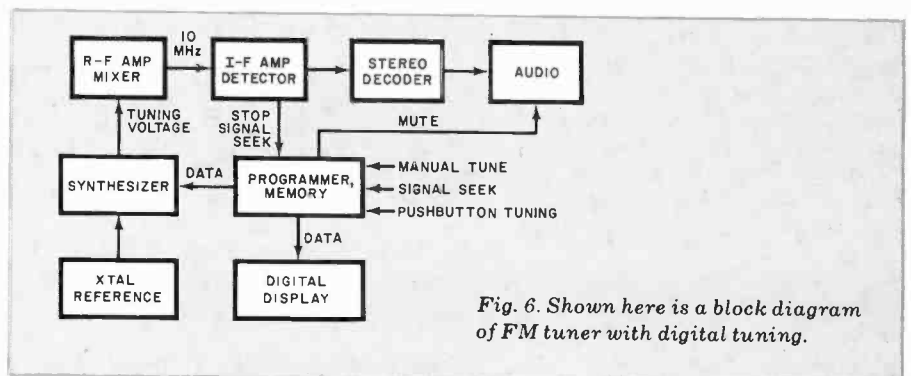 10
MHz
R-F AMP
MIXER
I-F AMP
DETECTOR
STEREO
DECODER
AUDIO
TUNING
VOLTAGE
STOP
SIGNAL
SEEK
MUTE
SYNTHESIZER
DATA
PROGRAMMER,
MEMORY
MANUAL TUNE
SIGNAL SEEK
PUSHBUTTON TUNING
DATA
XTAL
REFERENCE
DIGITAL
DISPLAY
Fig. 6. Shown here is a block diagram
of FM tuner with digital tuning.